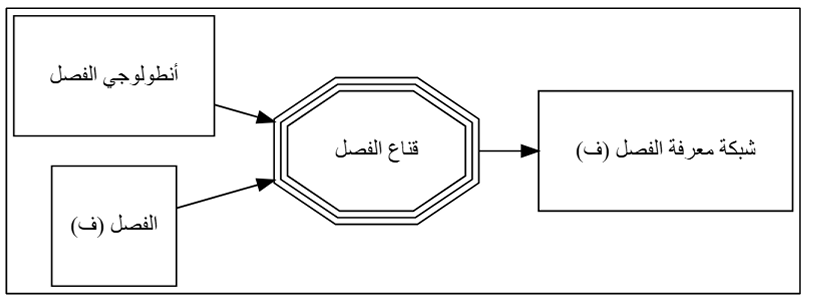 أنطولوجي الفصل
قناع الفصل
شبكة معرفة الفصل (ف)
الفصل (ف)